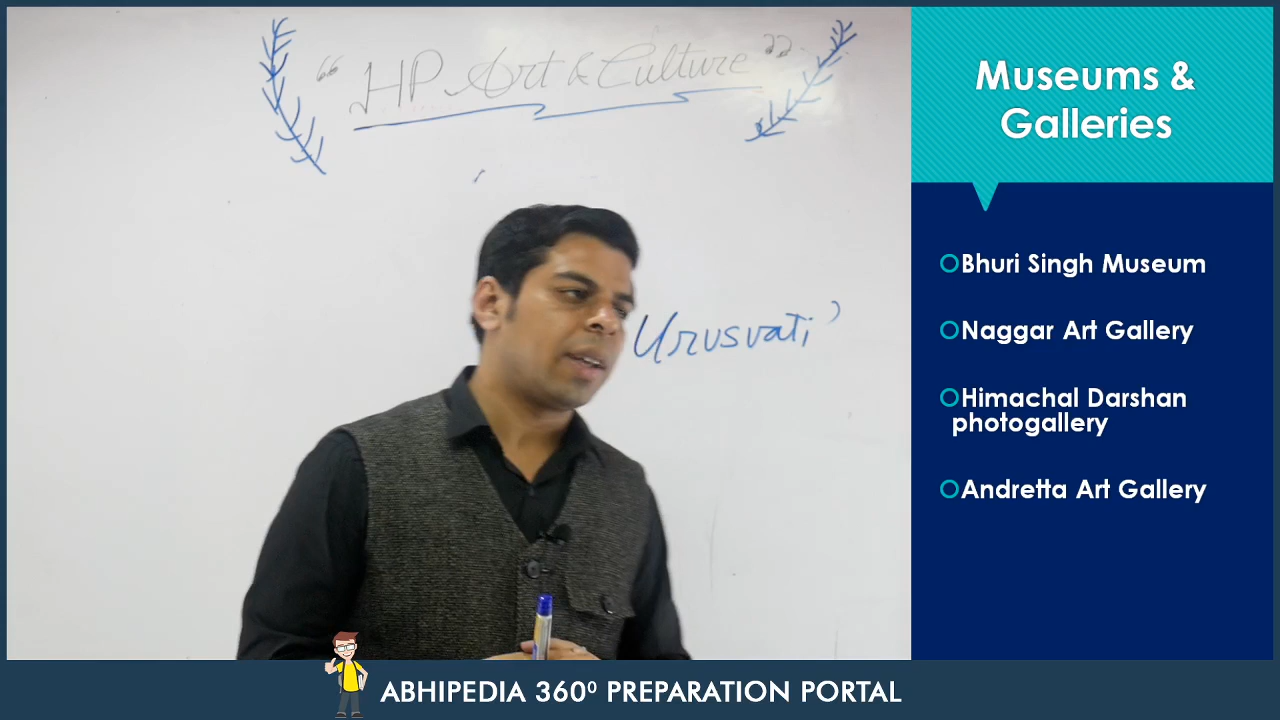 “HP Art & Culture”
Urusvati’
Museums &
Galleries
Bhuri Singh Museum
Naggar Art Gallery
Himachal Darshan
photogallery
Andretta Art Gallery
ABHIPEDIA 360⁰ PREPARATION PORTAL